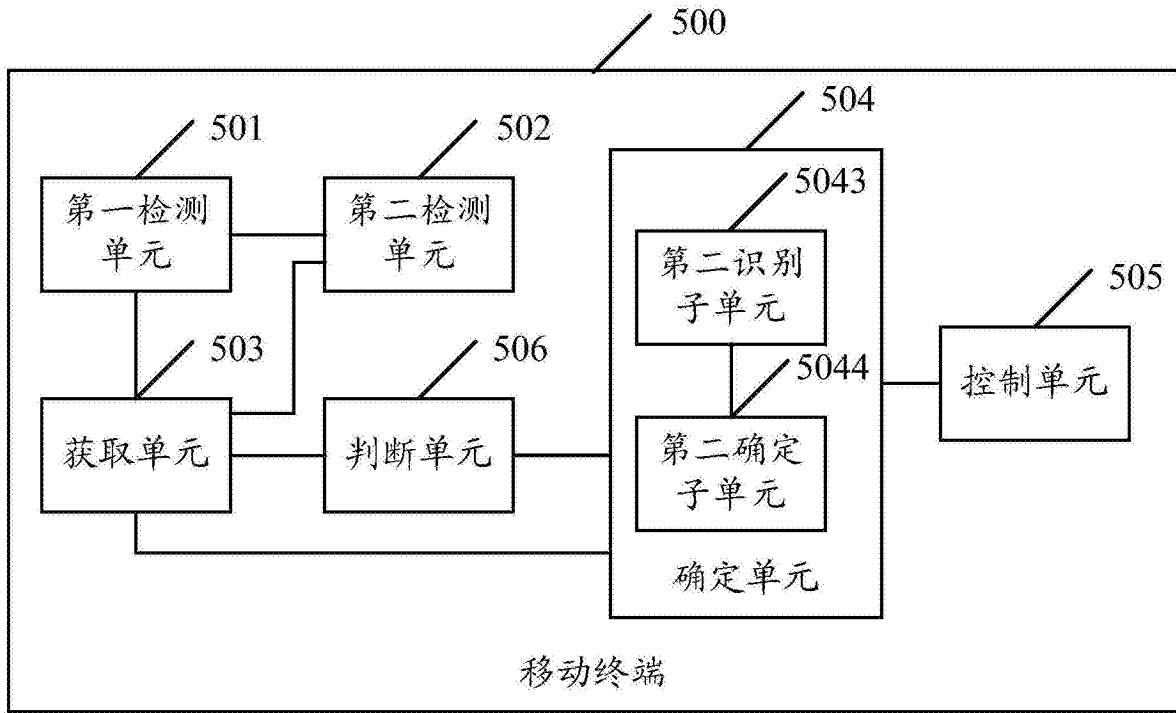 500
504
501
502
5043
第一检测
单元
第二检测
单元
第二识别
子单元
505
503
506
5044
控制单元
获取单元
判断单元
第二确定
子单元
确定单元
移动终端